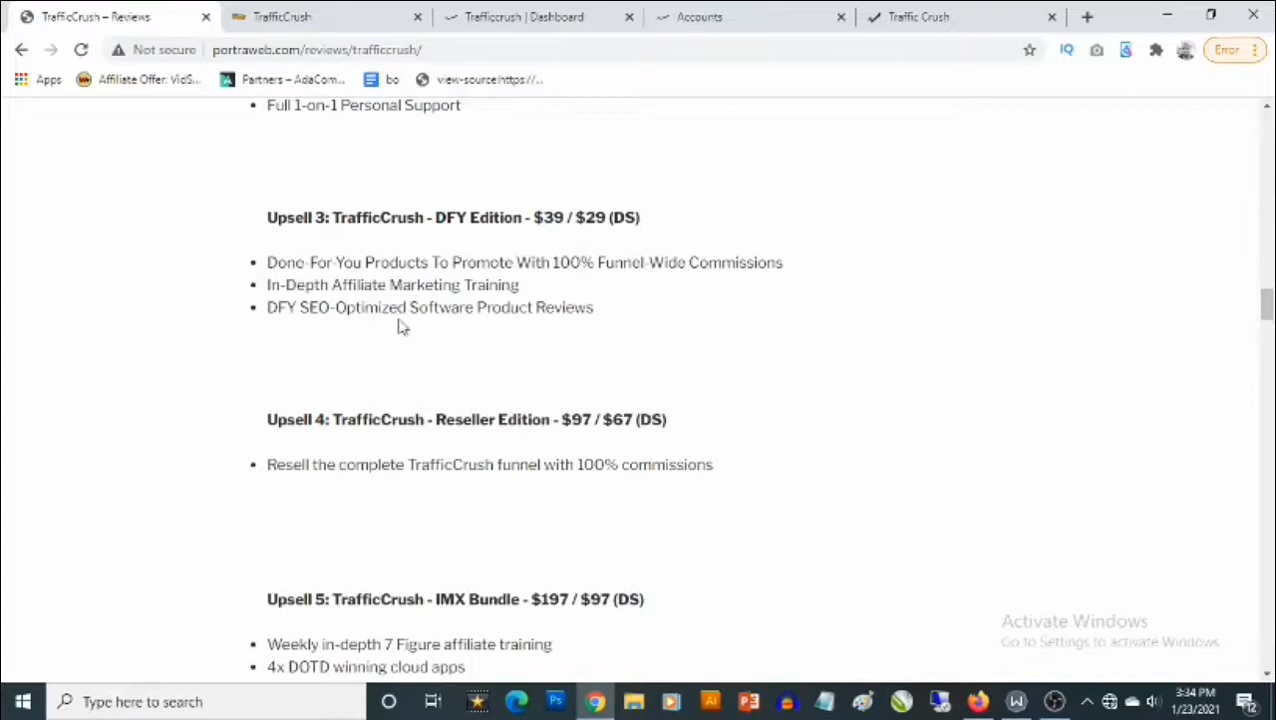 TrafficCrush – Reviews
TrafficCrush
Trafficcrush | Dashboard
Accounts
Traffic Crush
Not secure
portraweb.com/reviews/trafficcrush/
IQ
Error
Apps
Affiliate Offer: VidS...
Partners – AdaCom...
bo
view-source:https://...
• Full 1-on-1 Personal Support
Upsell 3: TrafficCrush - DFY Edition - $39 / $29 (DS)
• Done-For-You Products To Promote With 100% Funnel-Wide Commissions
• In-Depth Affiliate Marketing Training
• DFY SEO-Optimized Software Product Reviews
Upsell 4: TrafficCrush - Reseller Edition - $97 / $67 (DS)
• Resell the complete TrafficCrush funnel with 100% commissions
Upsell 5: TrafficCrush - IMX Bundle - $197 / $97 (DS)
• Weekly in-depth 7 Figure affiliate training
• 4x DOTD winning cloud apps
Activate Windows
Go to Settings to activate Windows.
Type here to search
3:34 PM
1/23/2021
12